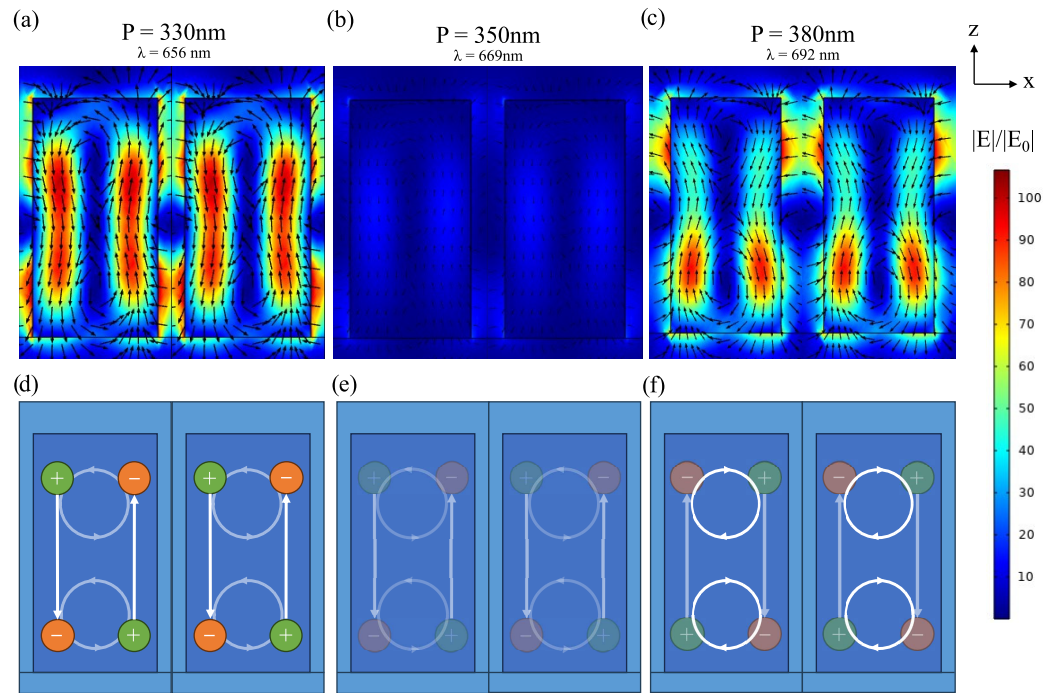 (a)
P = 330nm
λ = 656 nm
(b)
P = 350nm
λ = 669nm
(c)
P = 380nm
λ = 692 nm
z
x
|E|/|E₀|
100
90
80
70
60
50
40
30
20
10
(d)
+ − + −
− + − +
(e)
+ − + −
− + − +
(f)
− + − +
+ − + −